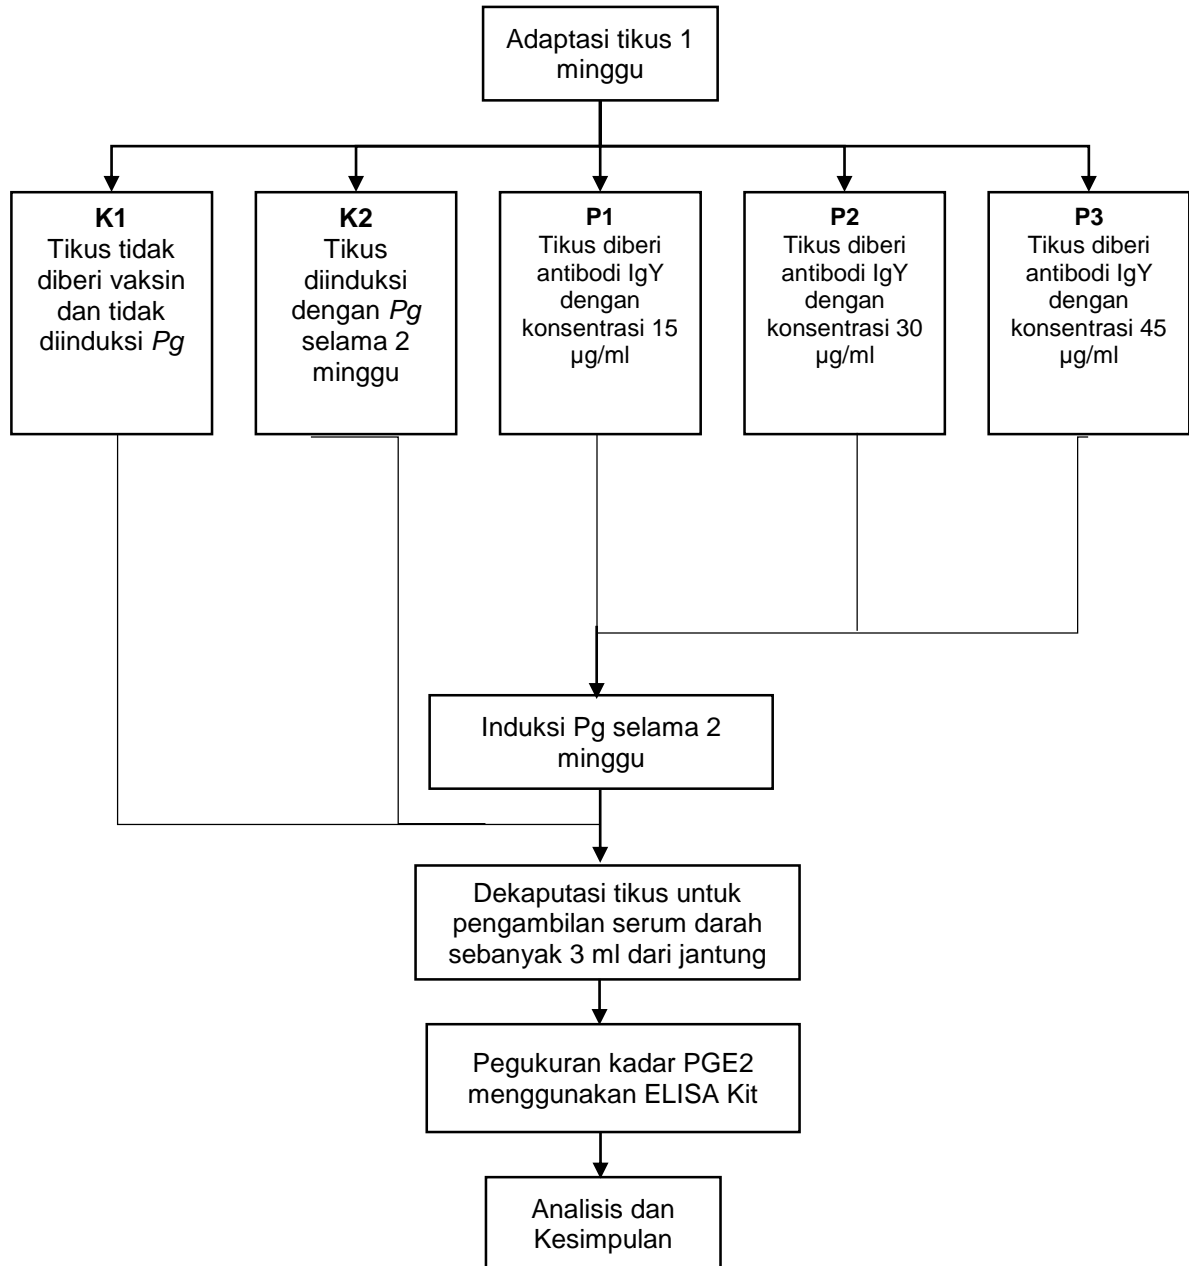 Adaptasi tikus 1
minggu
K1
Tikus tidak
diberi vaksin
dan tidak
diinduksi Pg
K2
Tikus
diinduksi
dengan Pg
selama 2
minggu
P1
Tikus diberi
antibodi IgY
dengan
konsentrasi 15
µg/ml
P2
Tikus diberi
antibodi IgY
dengan
konsentrasi 30
µg/ml
P3
Tikus diberi
antibodi IgY
dengan
konsentrasi 45
µg/ml
Induksi Pg selama 2
minggu
Dekaputasi tikus untuk
pengambilan serum darah
sebanyak 3 ml dari jantung
Pegukuran kadar PGE2
menggunakan ELISA Kit
Analisis dan
Kesimpulan